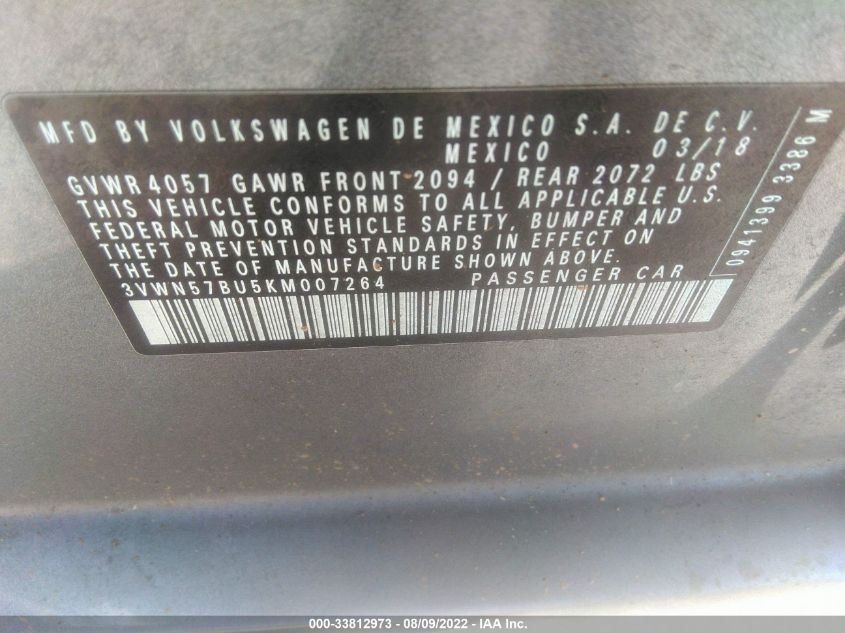 MFD BY VOLKSWAGEN DE MEXICO S.A. DE C.V.
MEXICO 03/18
GVWR 4057 GAWR FRONT 2094 / REAR 2072 LBS
THIS VEHICLE CONFORMS TO ALL APPLICABLE U.S.
FEDERAL MOTOR VEHICLE SAFETY, BUMPER AND
THEFT PREVENTION STANDARDS IN EFFECT ON
THE DATE OF MANUFACTURE SHOWN ABOVE.
3VWN57BU5KM007264 PASSENGER CAR
0941399 3386 M
000-33812973 - 08/09/2022 - IAA Inc.